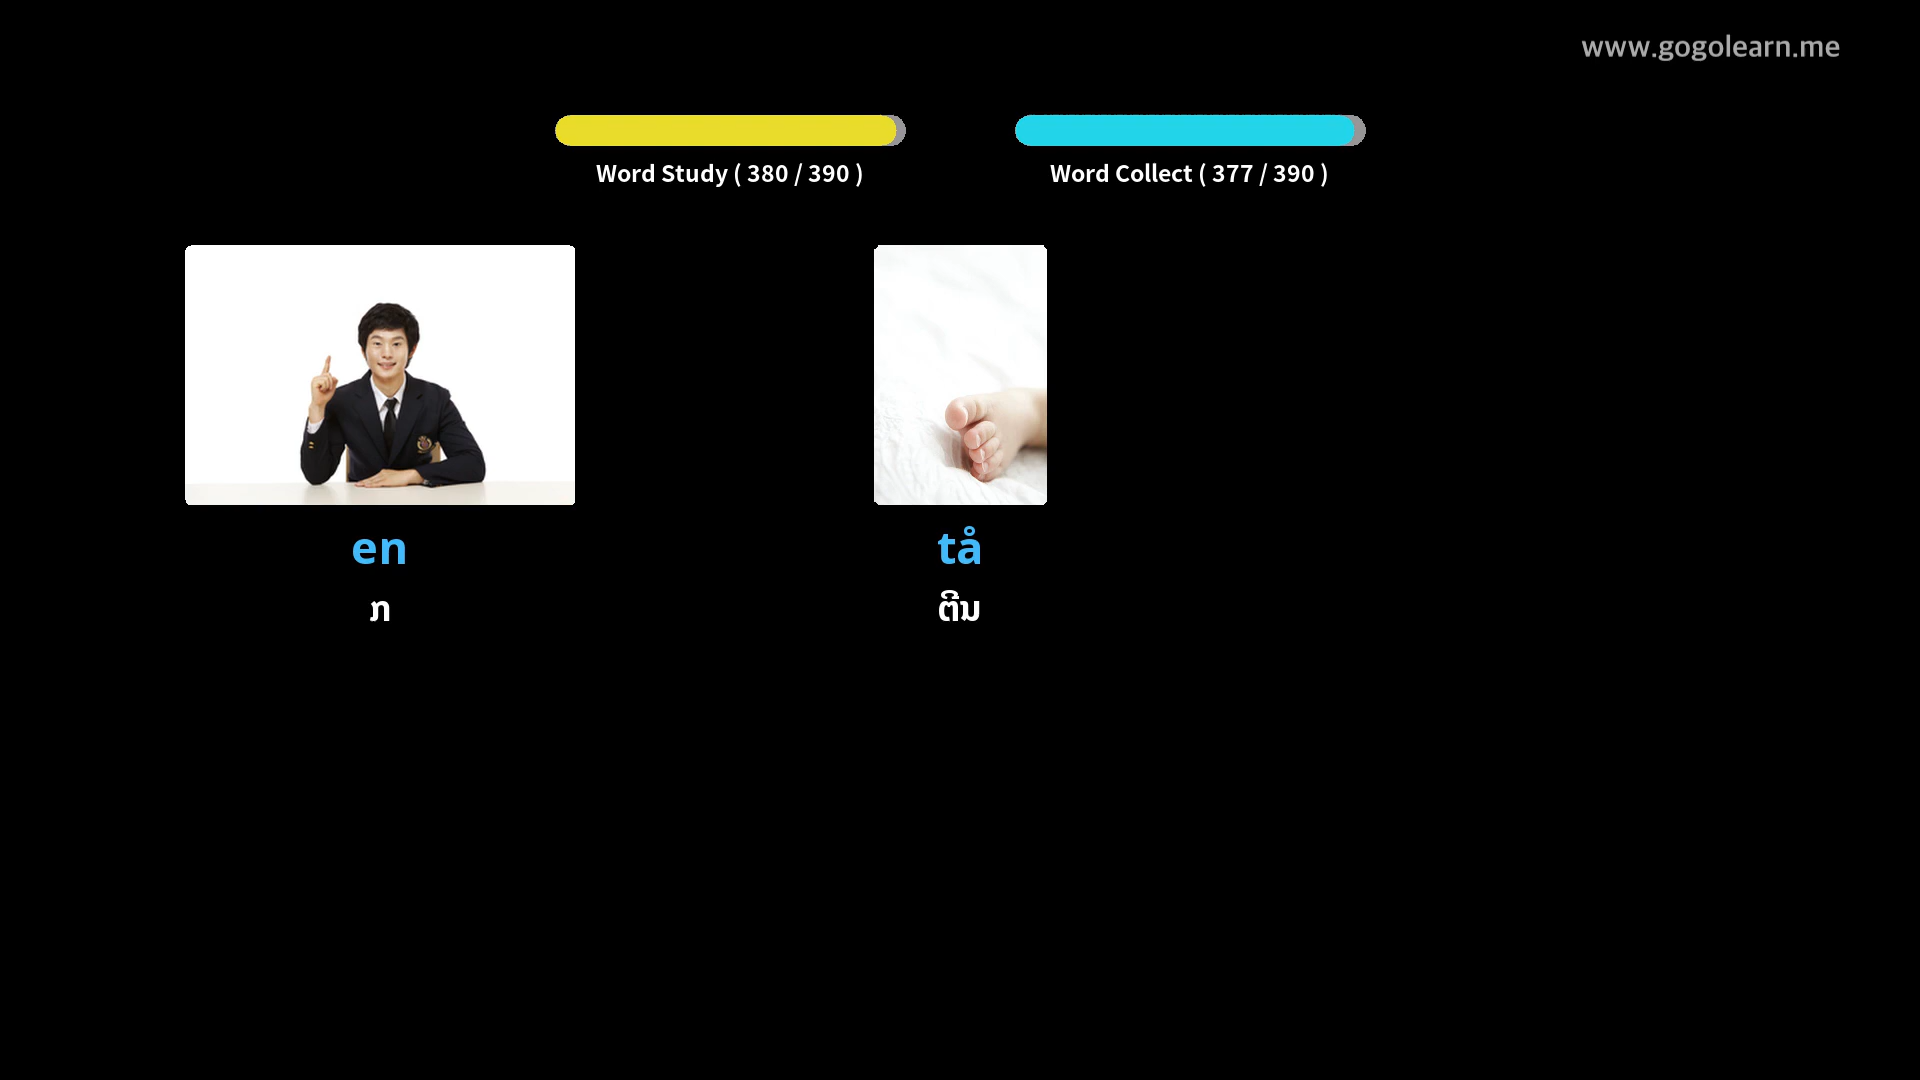 www.gogolearn.me
Word Study ( 380 / 390 )
Word Collect ( 377 / 390 )
en
ກ
tå
ຕີນ